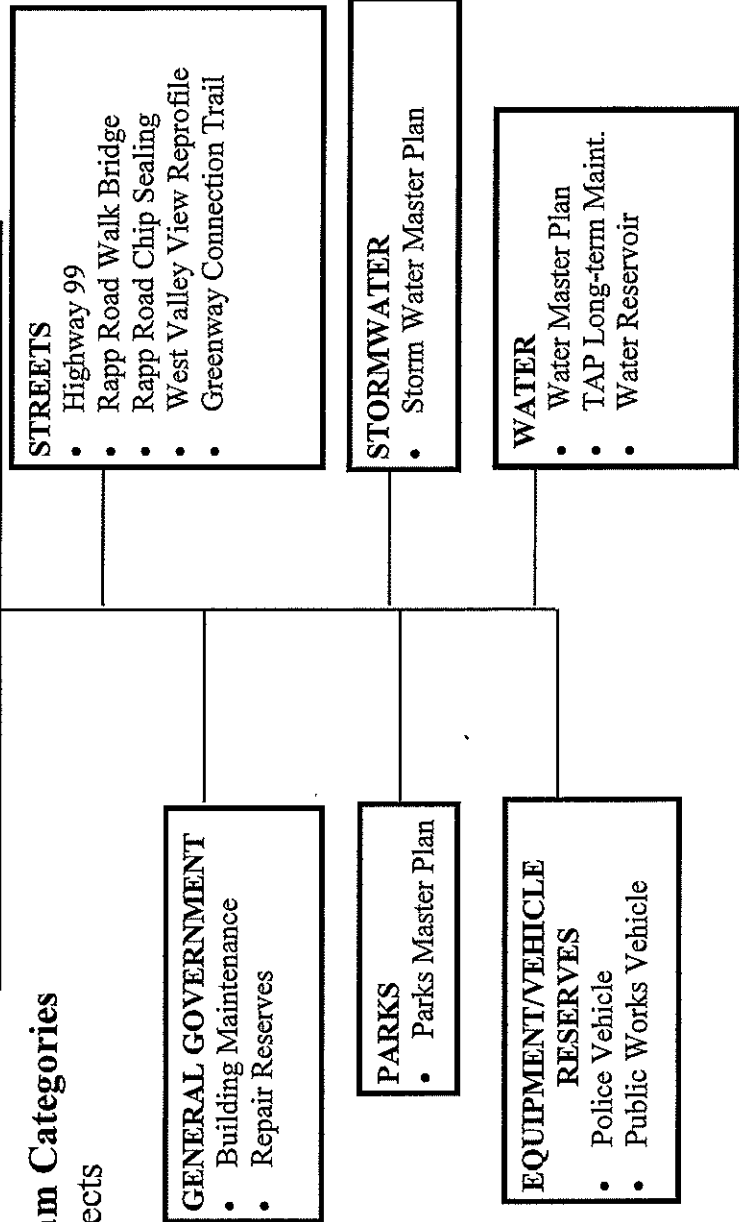 am Categories
ects
GENERAL GOVERNMENT
• Building Maintenance
• Repair Reserves
PARKS
• Parks Master Plan
EQUIPMENT/VEHICLE
RESERVES
• Police Vehicle
• Public Works Vehicle
STREETS
• Highway 99
• Rapp Road Walk Bridge
• Rapp Road Chip Sealing
• West Valley View Reprofile
• Greenway Connection Trail
STORMWATER
• Storm Water Master Plan
WATER
• Water Master Plan
• TAP Long-term Maint.
• Water Reservoir